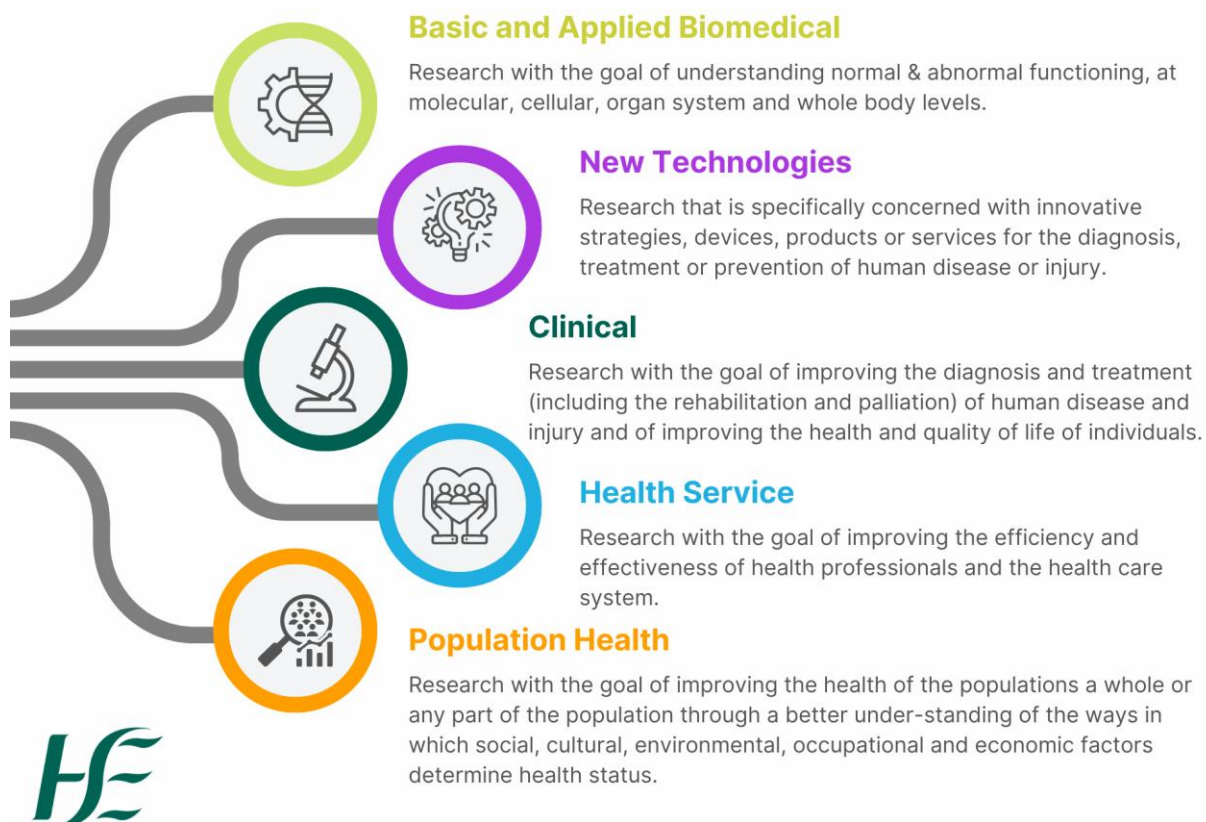 Basic and Applied Biomedical
Research with the goal of understanding normal & abnormal functioning, at
molecular, cellular, organ system and whole body levels.
New Technologies
Research that is specifically concerned with innovative
strategies, devices, products or services for the diagnosis,
treatment or prevention of human disease or injury.
Clinical
Research with the goal of improving the diagnosis and treatment
(including the rehabilitation and palliation) of human disease and
injury and of improving the health and quality of life of individuals.
Health Service
Research with the goal of improving the efficiency and
effectiveness of health professionals and the health care
system.
Population Health
Research with the goal of improving the health of the populations a whole or
any part of the population through a better under-standing of the ways in
which social, cultural, environmental, occupational and economic factors
determine health status.
HSE